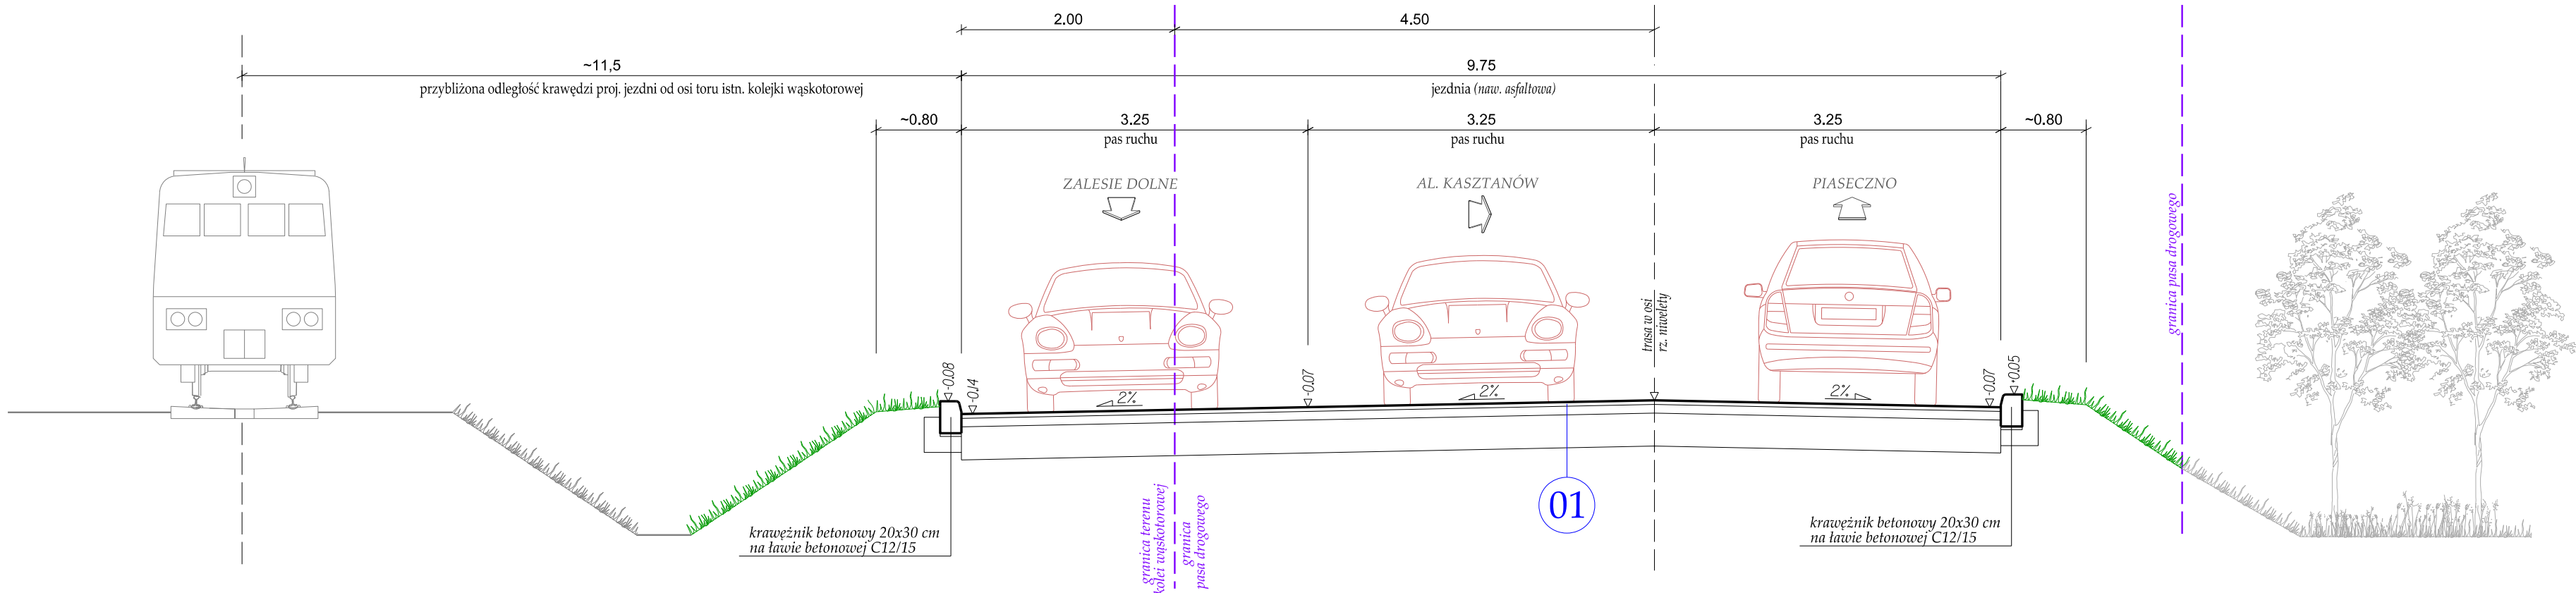 2.00
4.50
~11,5
9.75
przybliżona odległość krawędzi proj. jezdni od osi toru istn. kolejki wąskotorowej
jezdnia (naw. asfaltowa)
~0.80
3.25
3.25
3.25
~0.80
pas ruchu
pas ruchu
pas ruchu
ZALESIE DOLNE
AL. KASZTANÓW
PIASECZNO
granica pasa drogowego
trasa w osi
rz. niwelety
-0.08
-0.14
-0.07
-0.07
+0.05
2%
2%
2%
01
krawężnik betonowy 20x30 cm
na ławie betonowej C12/15
granica terenu
kolei wąskotorowej
granica
pasa drogowego
krawężnik betonowy 20x30 cm
na ławie betonowej C12/15